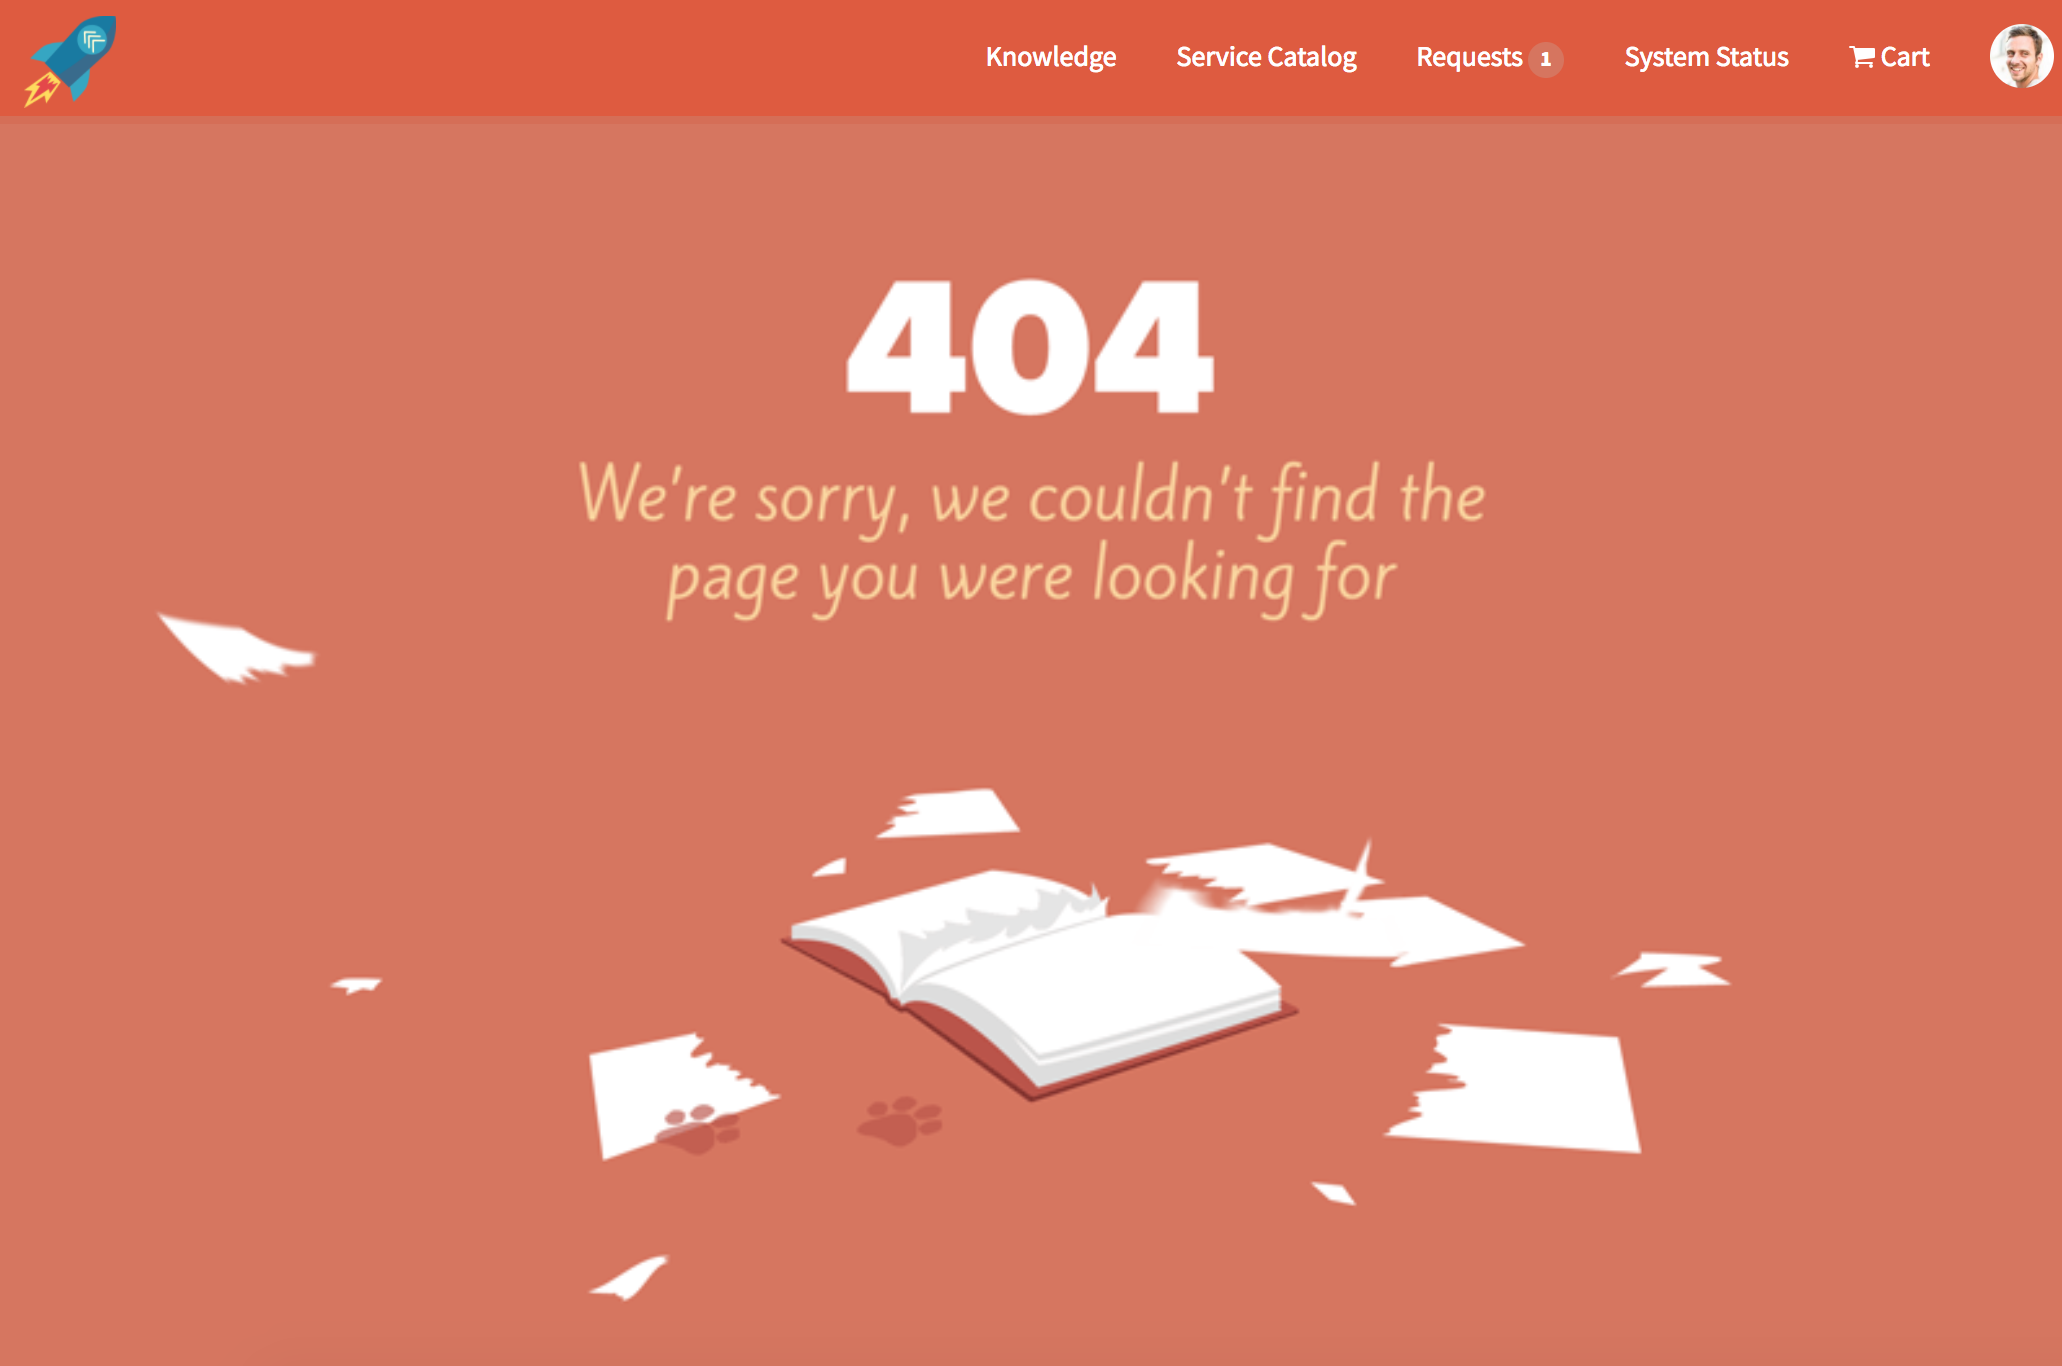 Knowledge
Service Catalog
Requests 1
System Status
Cart
404
We're sorry, we couldn't find the
page you were looking for